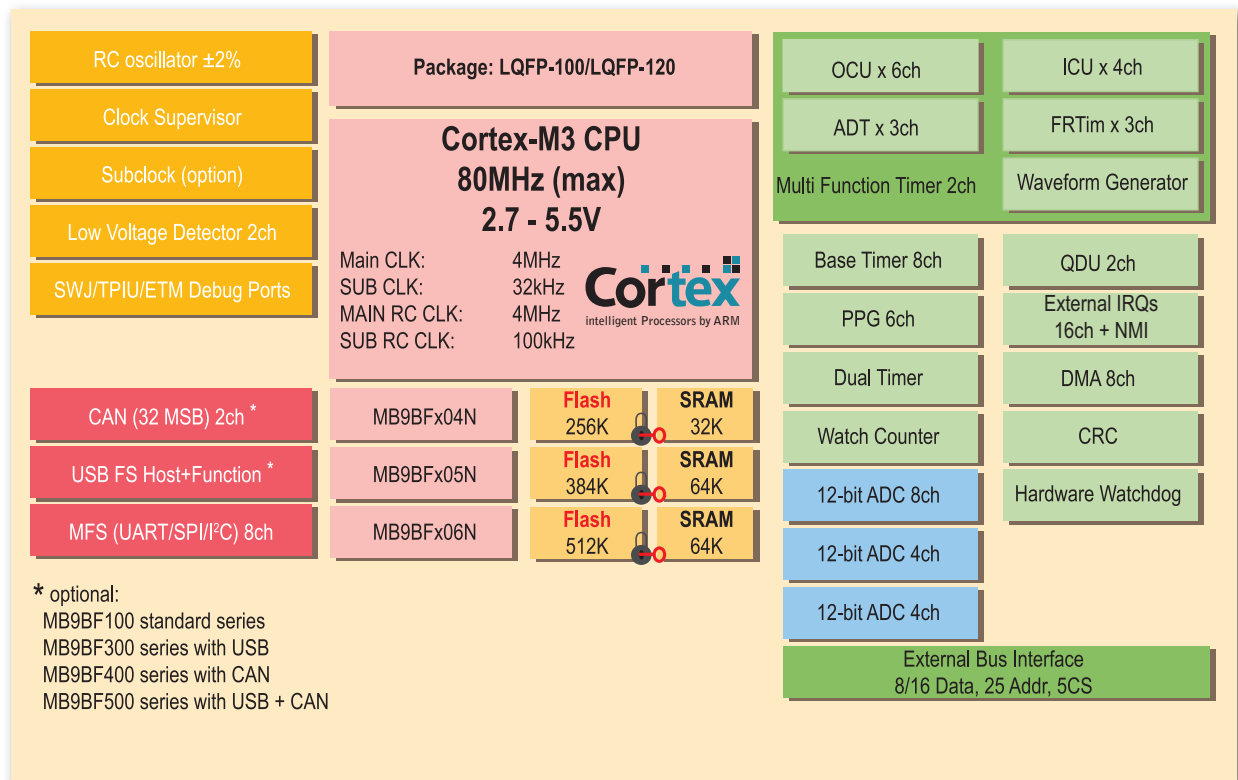 RC oscillator ±2%
Clock Supervisor
Subclock (option)
Low Voltage Detector 2ch
SWJ/TPIU/ETM Debug Ports
Package: LQFP-100/LQFP-120
Cortex-M3 CPU
80MHz (max)
2.7 - 5.5V
Main CLK: 4MHz
SUB CLK: 32kHz
MAIN RC CLK: 4MHz
SUB RC CLK: 100kHz
Cortex
intelligent Processors by ARM
OCU x 6ch
ICU x 4ch
ADT x 3ch
FRTim x 3ch
Multi Function Timer 2ch
Waveform Generator
Base Timer 8ch
QDU 2ch
PPG 6ch
External IRQs
16ch + NMI
Dual Timer
DMA 8ch
Watch Counter
CRC
12-bit ADC 8ch
Hardware Watchdog
12-bit ADC 4ch
12-bit ADC 4ch
External Bus Interface
8/16 Data, 25 Addr, 5CS
CAN (32 MSB) 2ch *
MB9BFx04N
Flash
256K
SRAM
32K
USB FS Host+Function *
MB9BFx05N
Flash
384K
SRAM
64K
MFS (UART/SPI/I²C) 8ch
MB9BFx06N
Flash
512K
SRAM
64K
* optional:
MB9BF100 standard series
MB9BF300 series with USB
MB9BF400 series with CAN
MB9BF500 series with USB + CAN